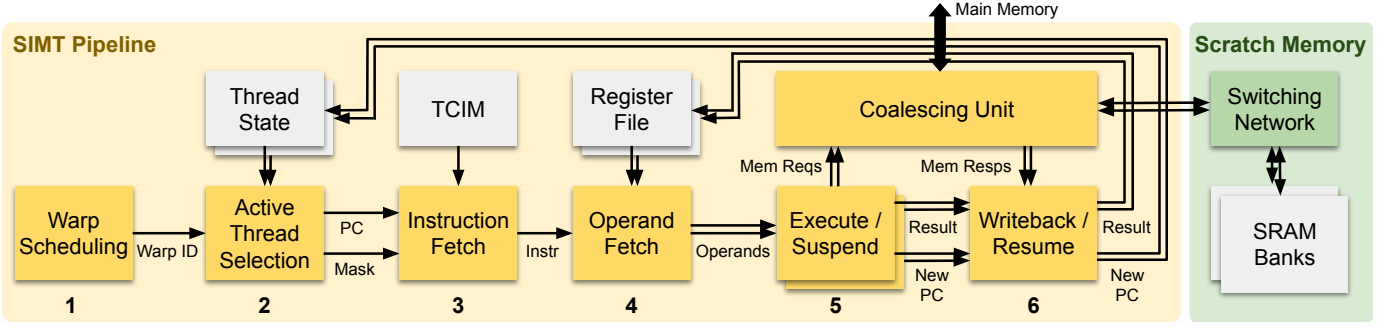 Main Memory
SIMT Pipeline
Scratch Memory
Thread
State
TCIM
Register
File
Coalescing Unit
Switching
Network
Mem Reqs
Mem Resps
Warp
Scheduling
Warp ID
Active
Thread
Selection
PC
Mask
Instruction
Fetch
Instr
Operand
Fetch
Operands
Execute /
Suspend
Result
New
PC
Writeback /
Resume
Result
New
PC
SRAM
Banks
1
2
3
4
5
6